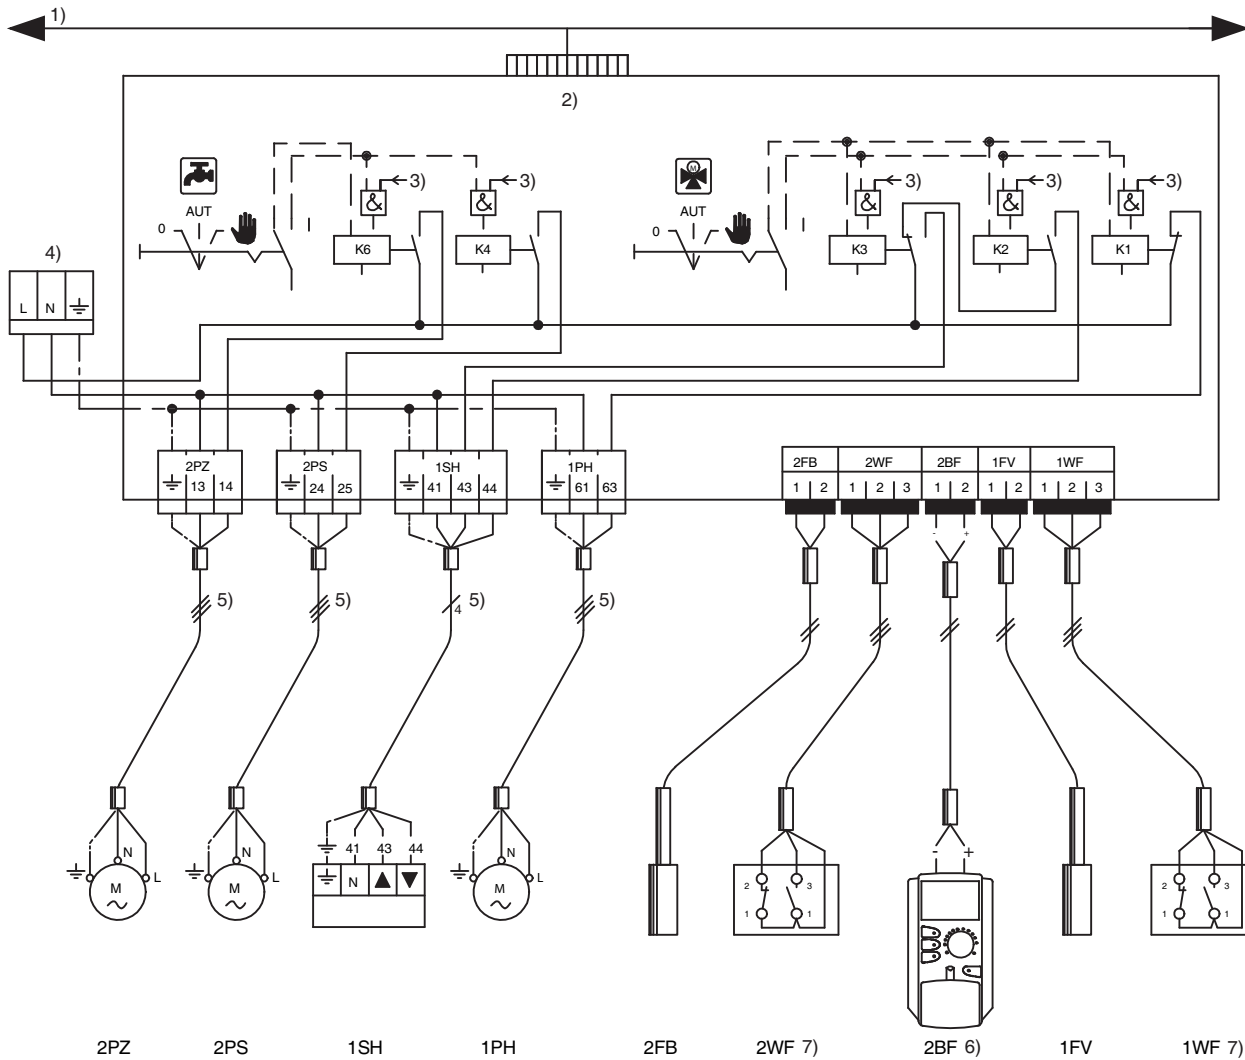 1)
2)
3) 3) 3) 3) 3)
& & & & &
M
AUT AUT
0 0
K6 K4 K3 K2 K1
4)
L N
2PZ 2PS 1SH 1PH
13 14 24 25 41 43 44 61 63
2FB 2WF 2BF 1FV 1WF
1 2 1 2 3 1 2 1 2 1 2 3
- +
5) 5) 4 5) 5)
N N 41 43 44 N
L L L
M M N M
- +
2 3 2 3
1 1 1 1
2PZ 2PS 1SH 1PH 2FB 2WF 7) 2BF 6) 1FV 1WF 7)